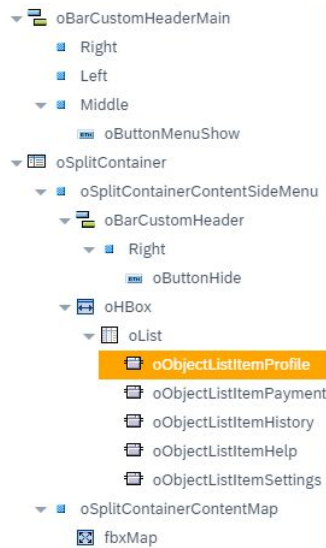 oBarCustomHeaderMain
Right
Left
Middle
oButtonMenuShow
oSplitContainer
oSplitContainerContentSideMenu
oBarCustomHeader
Right
oButtonHide
oHBox
oList
oObjectListItemProfile
oObjectListItemPayment
oObjectListItemHistory
oObjectListItemHelp
oObjectListItemSettings
oSplitContainerContentMap
fbxMap